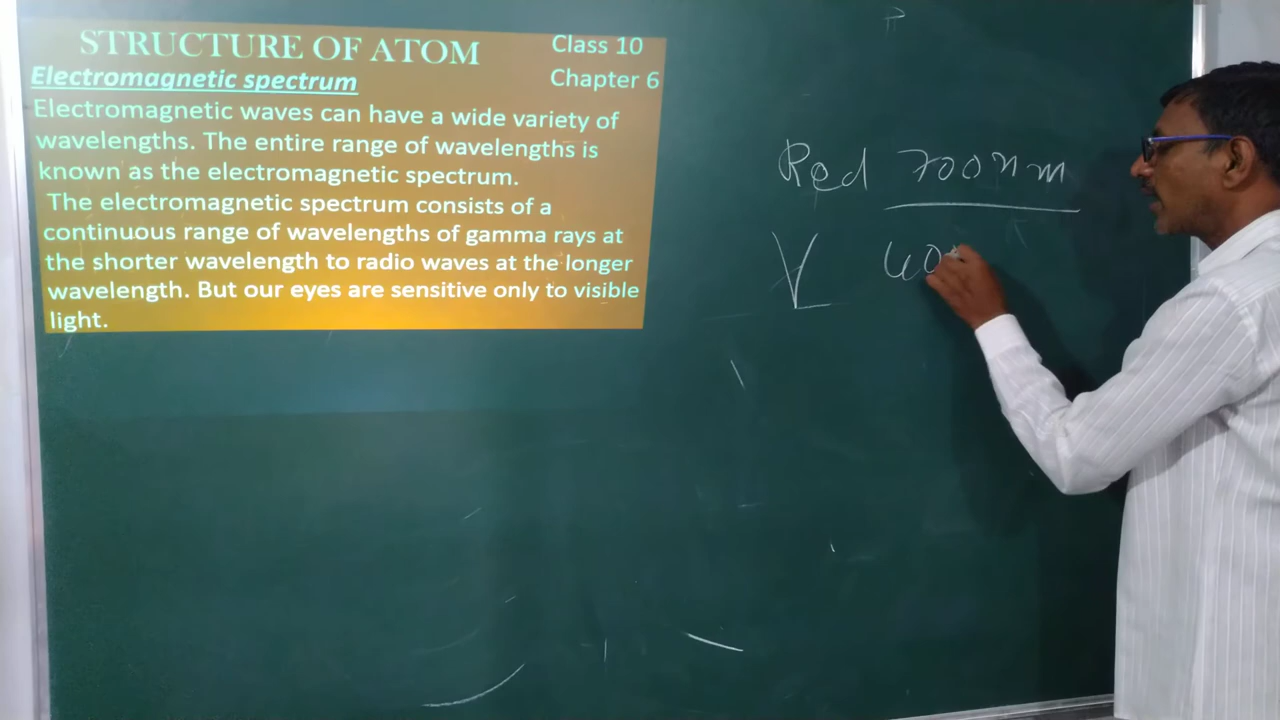 STRUCTURE OF ATOM
Class 10
Electromagnetic spectrum
Chapter 6
Electromagnetic waves can have a wide variety of
wavelengths. The entire range of wavelengths is
known as the electromagnetic spectrum.
The electromagnetic spectrum consists of a
continuous range of wavelengths of gamma rays at
the shorter wavelength to radio waves at the longer
wavelength. But our eyes are sensitive only to visible
light.
P
Red 700nm
V 40